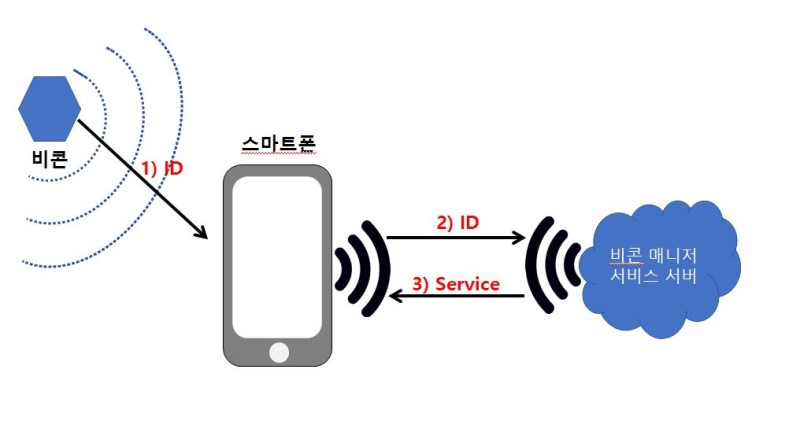 비콘
1) ID
스마트폰
2) ID
3) Service
비콘 매니저
서비스 서버